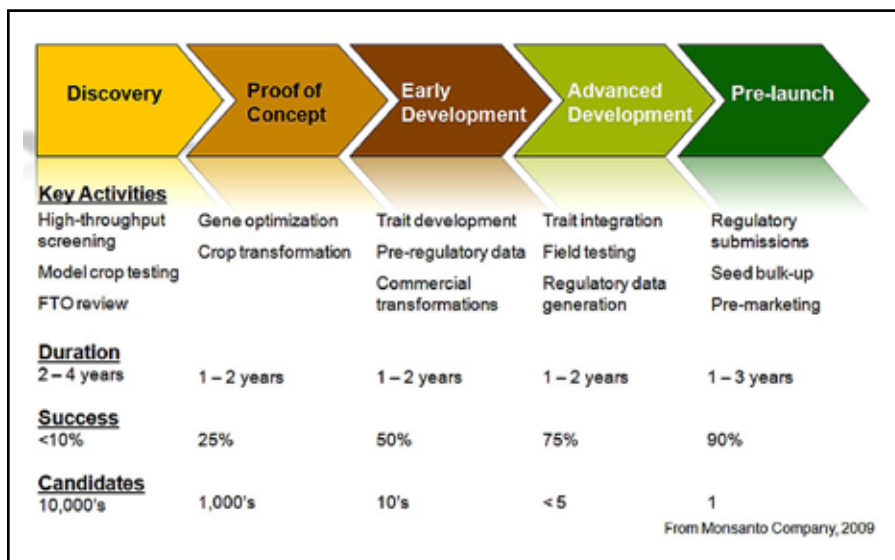 Discovery
Proof of
Concept
Early
Development
Advanced
Development
Pre-launch
Key Activities
High-throughput
screening
Model crop testing
FTO review
Gene optimization
Crop transformation
Trait development
Pre-regulatory data
Commercial
transformations
Trait integration
Field testing
Regulatory data
generation
Regulatory
submissions
Seed bulk-up
Pre-marketing
Duration
2 – 4 years 1 – 2 years 1 – 2 years 1 – 2 years 1 – 3 years
Success
<10% 25% 50% 75% 90%
Candidates
10,000's 1,000's 10's <5 1
From Monsanto Company, 2009